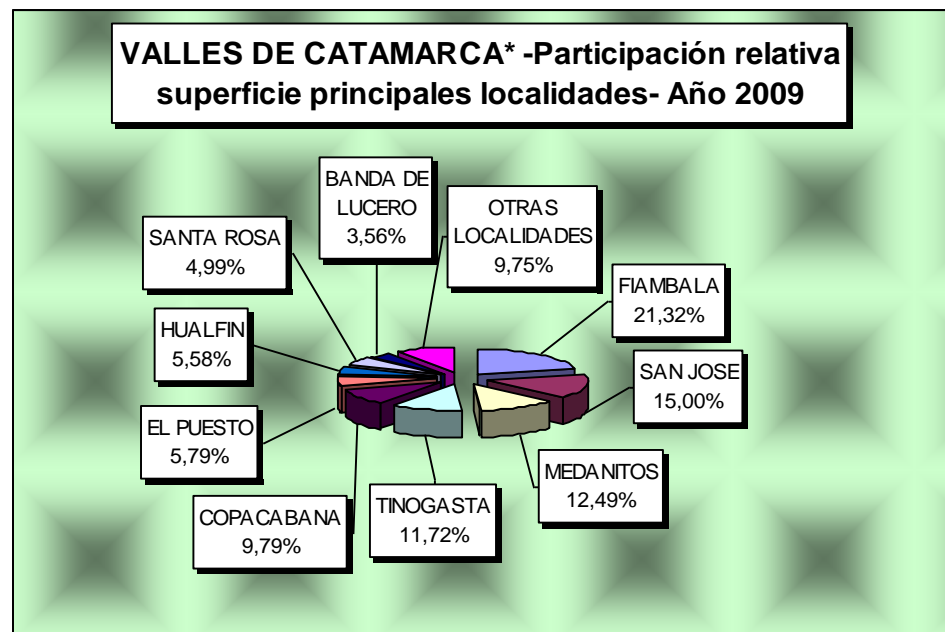 VALLES DE CATAMARCA* -Participación relativa
superficie principales localidades- Año 2009
BANDA DE
LUCERO
3,56%
OTRAS
LOCALIDADES
9,75%
SANTA ROSA
4,99%
FIAMBALA
21,32%
HUALFIN
5,58%
SAN JOSE
15,00%
EL PUESTO
5,79%
MEDANITOS
12,49%
COPACABANA
9,79%
TINOGASTA
11,72%